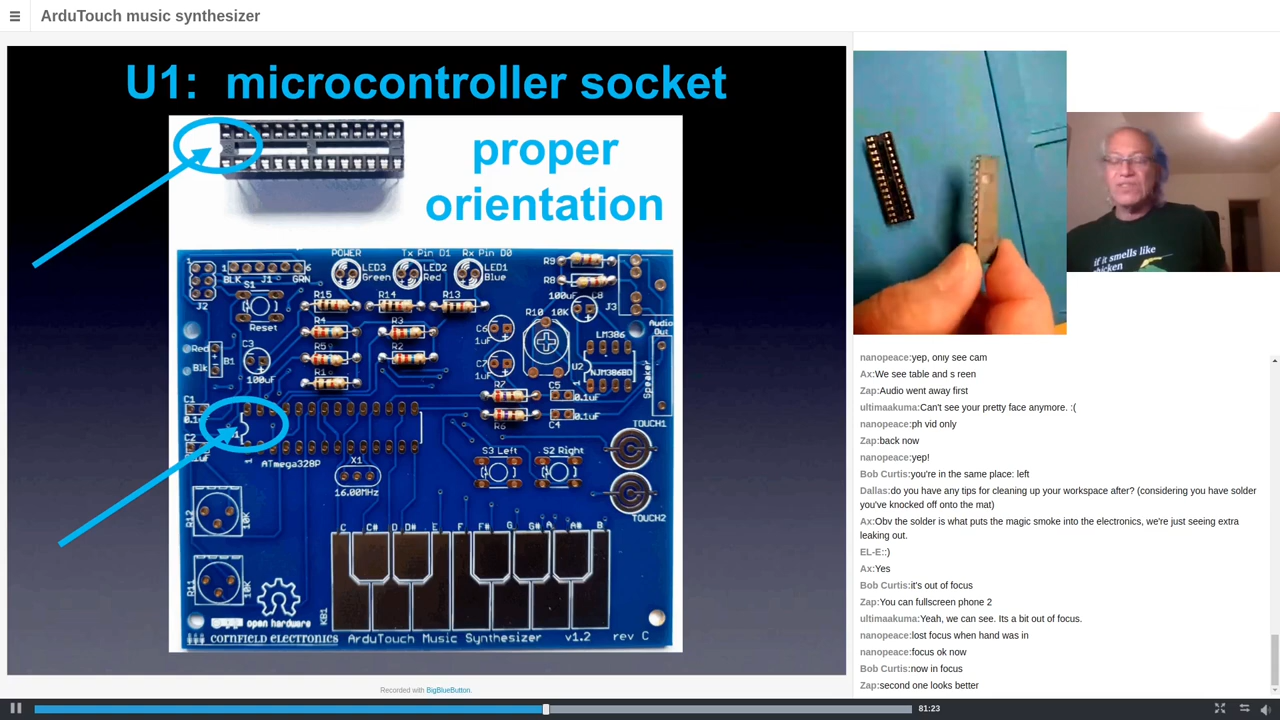 ArduTouch music synthesizer
U1: microcontroller socket
proper
orientation
POWER
Tx Pin D1
Rx Pin D0
LED3
Green
LED2
Red
LED1
Blue
R9
R8
100uF C8
J3
1
6
BLK
J1
GRN
J2
S1
Reset
R15
R14
R13
R4
R3
R5
R2
R1
C6
1uF
C7
1uF
R10 10K
LM386
U2
NJM386BD
Audio
Out
Speaker
Red
Blk
B1
C3
100uF
C1
C2
R7
R6
C5
0.1uF
C4
0.1uF
TOUCH1
TOUCH2
1
ATmega328P
X1
16.00MHz
S3 Left
S2 Right
R12
10K
R11
10K
C
C#
D
D#
E
F
F#
G
G#
A
A#
B
KB1
open hardware
CORNFIELD ELECTRONICS
ArduTouch Music Synthesizer
v1.2
rev C
Recorded with BigBlueButton.
if it smells like
chicken
nanopeace:yep, only see cam
Ax:We see table and s reen
Zap:Audio went away first
ultimaakuma:Can't see your pretty face anymore. :(
nanopeace:ph vid only
Zap:back now
nanopeace:yep!
Bob Curtis:you're in the same place: left
Dallas:do you have any tips for cleaning up your workspace after? (considering you have solder
you've knocked off onto the mat)
Ax:Obv the solder is what puts the magic smoke into the electronics, we're just seeing extra
leaking out.
EL-E::)
Ax:Yes
Bob Curtis:it's out of focus
Zap:You can fullscreen phone 2
ultimaakuma:Yeah, we can see. Its a bit out of focus.
nanopeace:lost focus when hand was in
nanopeace:focus ok now
Bob Curtis:now in focus
Zap:second one looks better
81:23